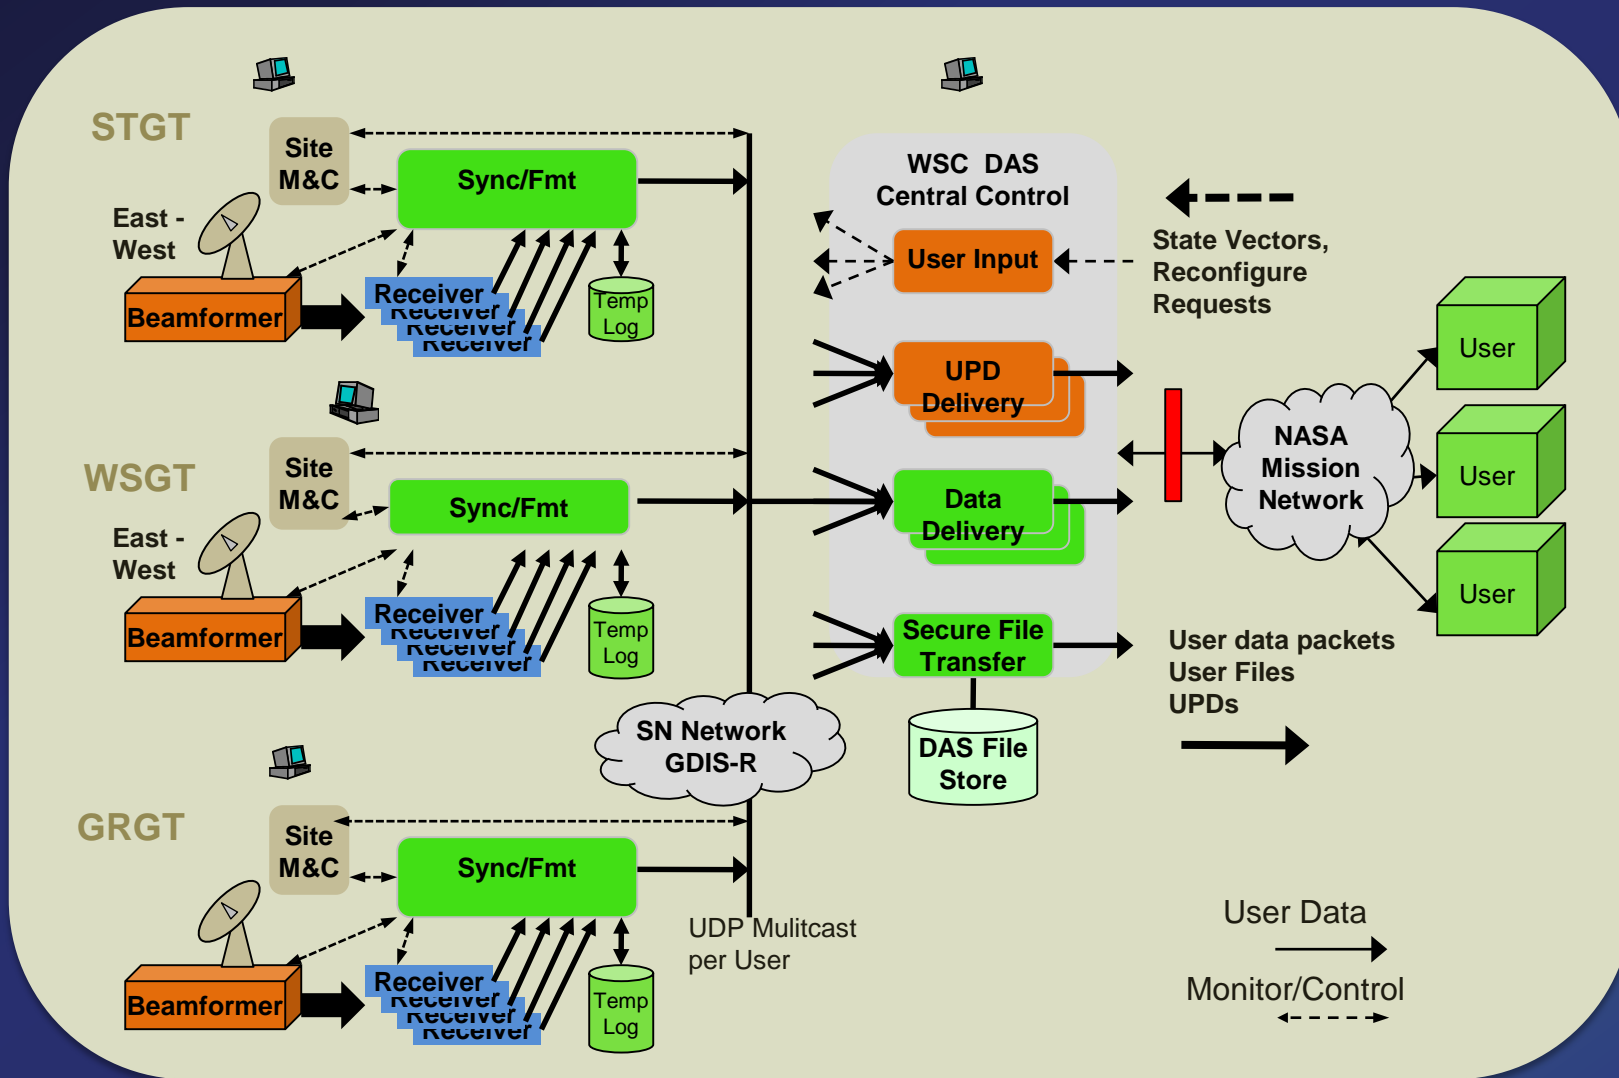 STGT
Site
M&C
Sync/Fmt
East -
West
Beamformer
Receiver
Receiver
Receiver
Receiver
Temp
Log
WSGT
Site
M&C
Sync/Fmt
East -
West
Beamformer
Receiver
Receiver
Receiver
Receiver
Temp
Log
SN Network
GDIS-R
GRGT
Site
M&C
Sync/Fmt
Beamformer
Receiver
Receiver
Receiver
Receiver
Temp
Log
UDP Mulitcast
per User
WSC DAS
Central Control
User Input
UPD
Delivery
Data
Delivery
Secure File
Transfer
DAS File
Store
State Vectors,
Reconfigure
Requests
NASA
Mission
Network
User
User
User
User data packets
User Files
UPDs
User Data
Monitor/Control